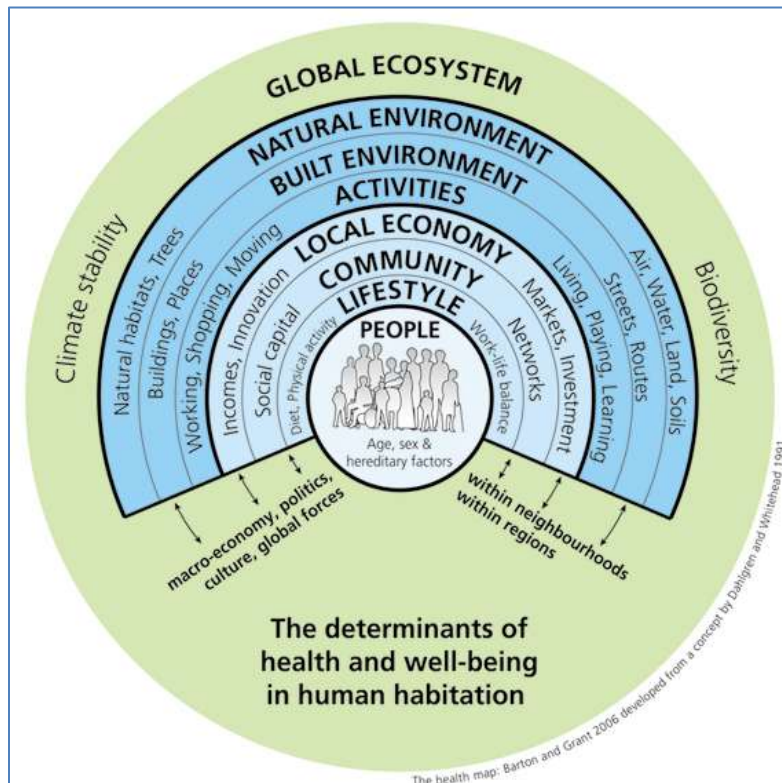 GLOBAL ECOSYSTEM
NATURAL ENVIRONMENT
BUILT ENVIRONMENT
ACTIVITIES
LOCAL ECONOMY
COMMUNITY
LIFESTYLE
PEOPLE
Age, sex &
hereditary factors
Climate stability
Natural habitats, Trees
Buildings, Places
Working, Shopping, Moving
Incomes, Innovation
Social capital
Diet, Physical activity
Work-life balance
Networks
Markets, Investment
Living, Playing, Learning
Streets, Routes
Air, Water, Land, Soils
Biodiversity
macro-economy, politics,
culture, global forces
within neighbourhoods
within regions
The determinants of
health and well-being
in human habitation
The health map: Barton and Grant 2006 developed from a concept by Dahlgren and Whitehead 1991